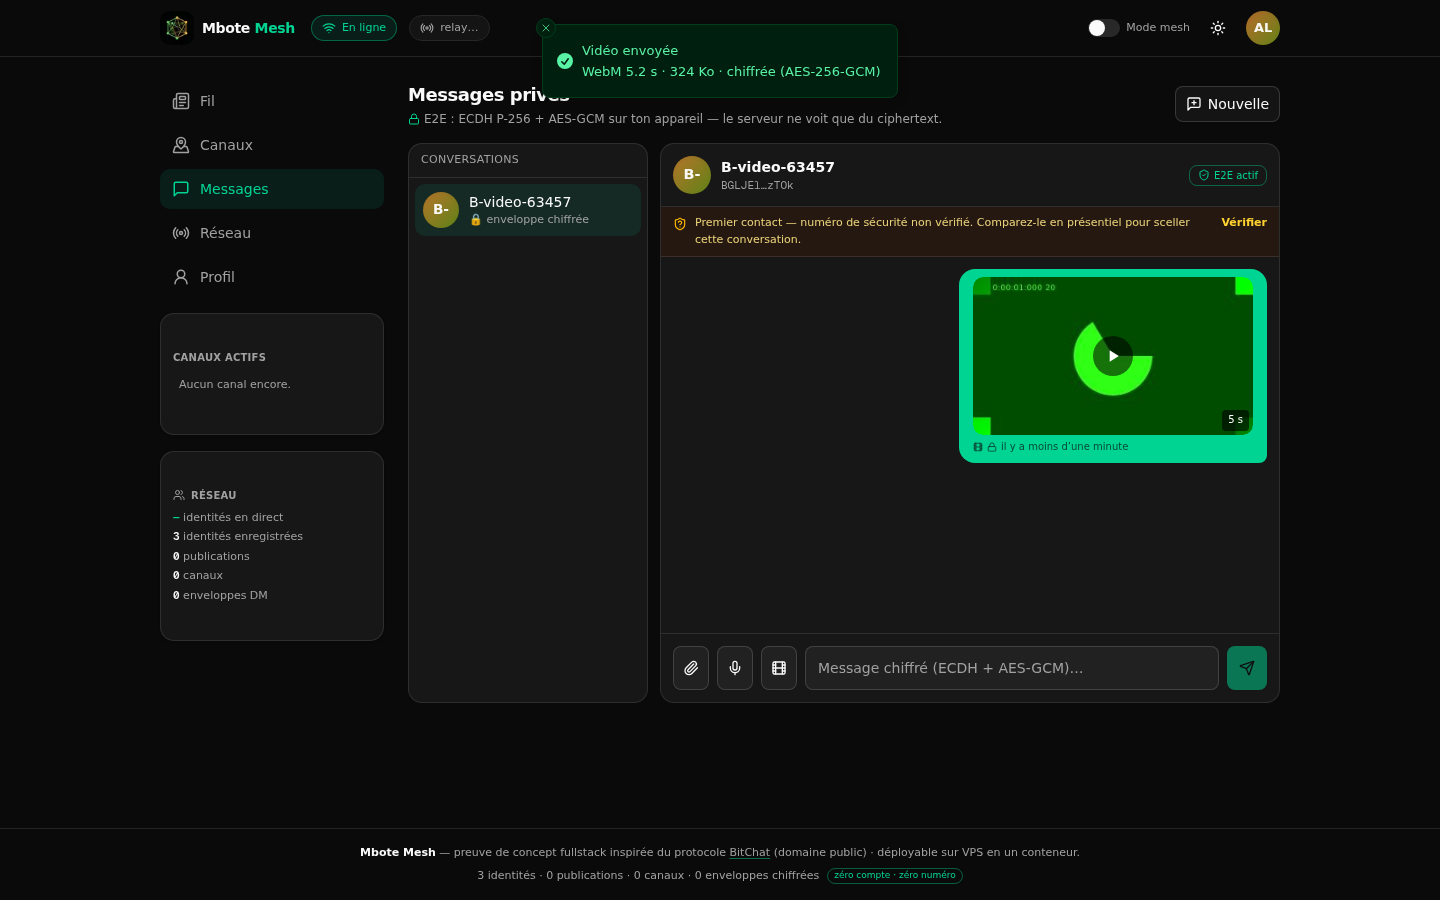 Mbote Mesh
En ligne
relay…
Vidéo envoyée
WebM 5.2 s · 324 Ko · chiffrée (AES-256-GCM)
Mode mesh
AL
Fil
Canaux
Messages
Réseau
Profil
CANAUX ACTIFS
Aucun canal encore.
RÉSEAU
— identités en direct
3 identités enregistrées
0 publications
0 canaux
0 enveloppes DM
Messages privés
E2E : ECDH P-256 + AES-GCM sur ton appareil — le serveur ne voit que du ciphertext.
Nouvelle
CONVERSATIONS
B-
B-video-63457
enveloppe chiffrée
B-
B-video-63457
BGLJEl…zTOk
E2E actif
Premier contact — numéro de sécurité non vérifié. Comparez-le en présentiel pour sceller
cette conversation.
Vérifier
0:00:01:000 20
5 s
il y a moins d’une minute
Message chiffré (ECDH + AES-GCM)…
Mbote Mesh — preuve de concept fullstack inspirée du protocole BitChat (domaine public) · déployable sur VPS en un conteneur.
3 identités · 0 publications · 0 canaux · 0 enveloppes chiffrées
zéro compte · zéro numéro